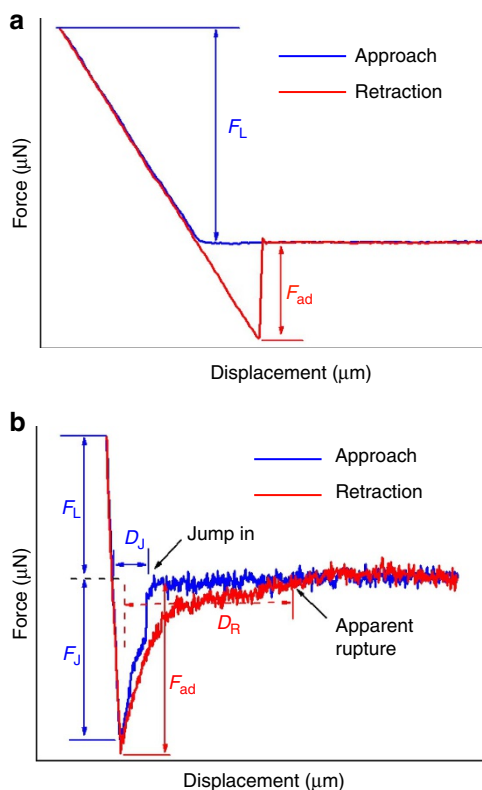 a
Approach
Retraction
F_L
F_ad
Force (μN)
Displacement (μm)
b
Approach
Retraction
F_L
D_J
Jump in
D_R
Apparent
rupture
F_J
F_ad
Force (μN)
Displacement (μm)